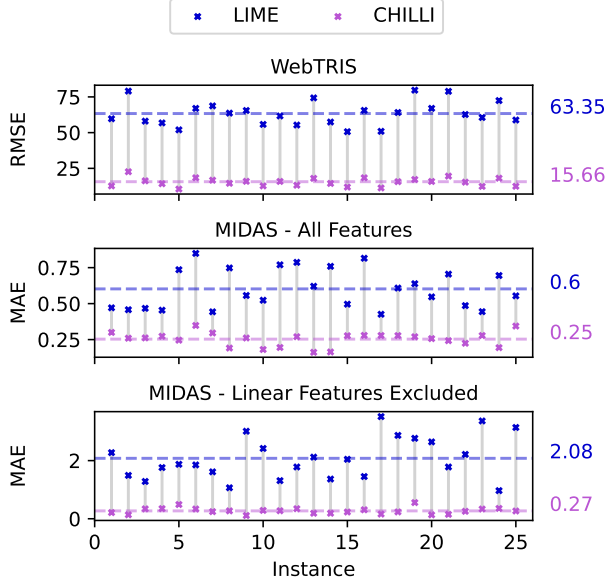 LIME CHILLI
WebTRIS
75
50
25
RMSE
63.35
15.66
MIDAS - All Features
0.75
0.50
0.25
MAE
0.6
0.25
MIDAS - Linear Features Excluded
2
0
MAE
2.08
0.27
0 5 10 15 20 25
Instance